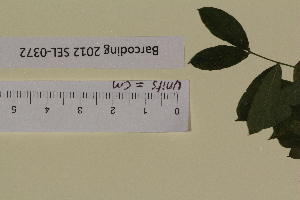 Barcoding 2012 SEL-0372
Units = cm
0 1 2 3 4 5